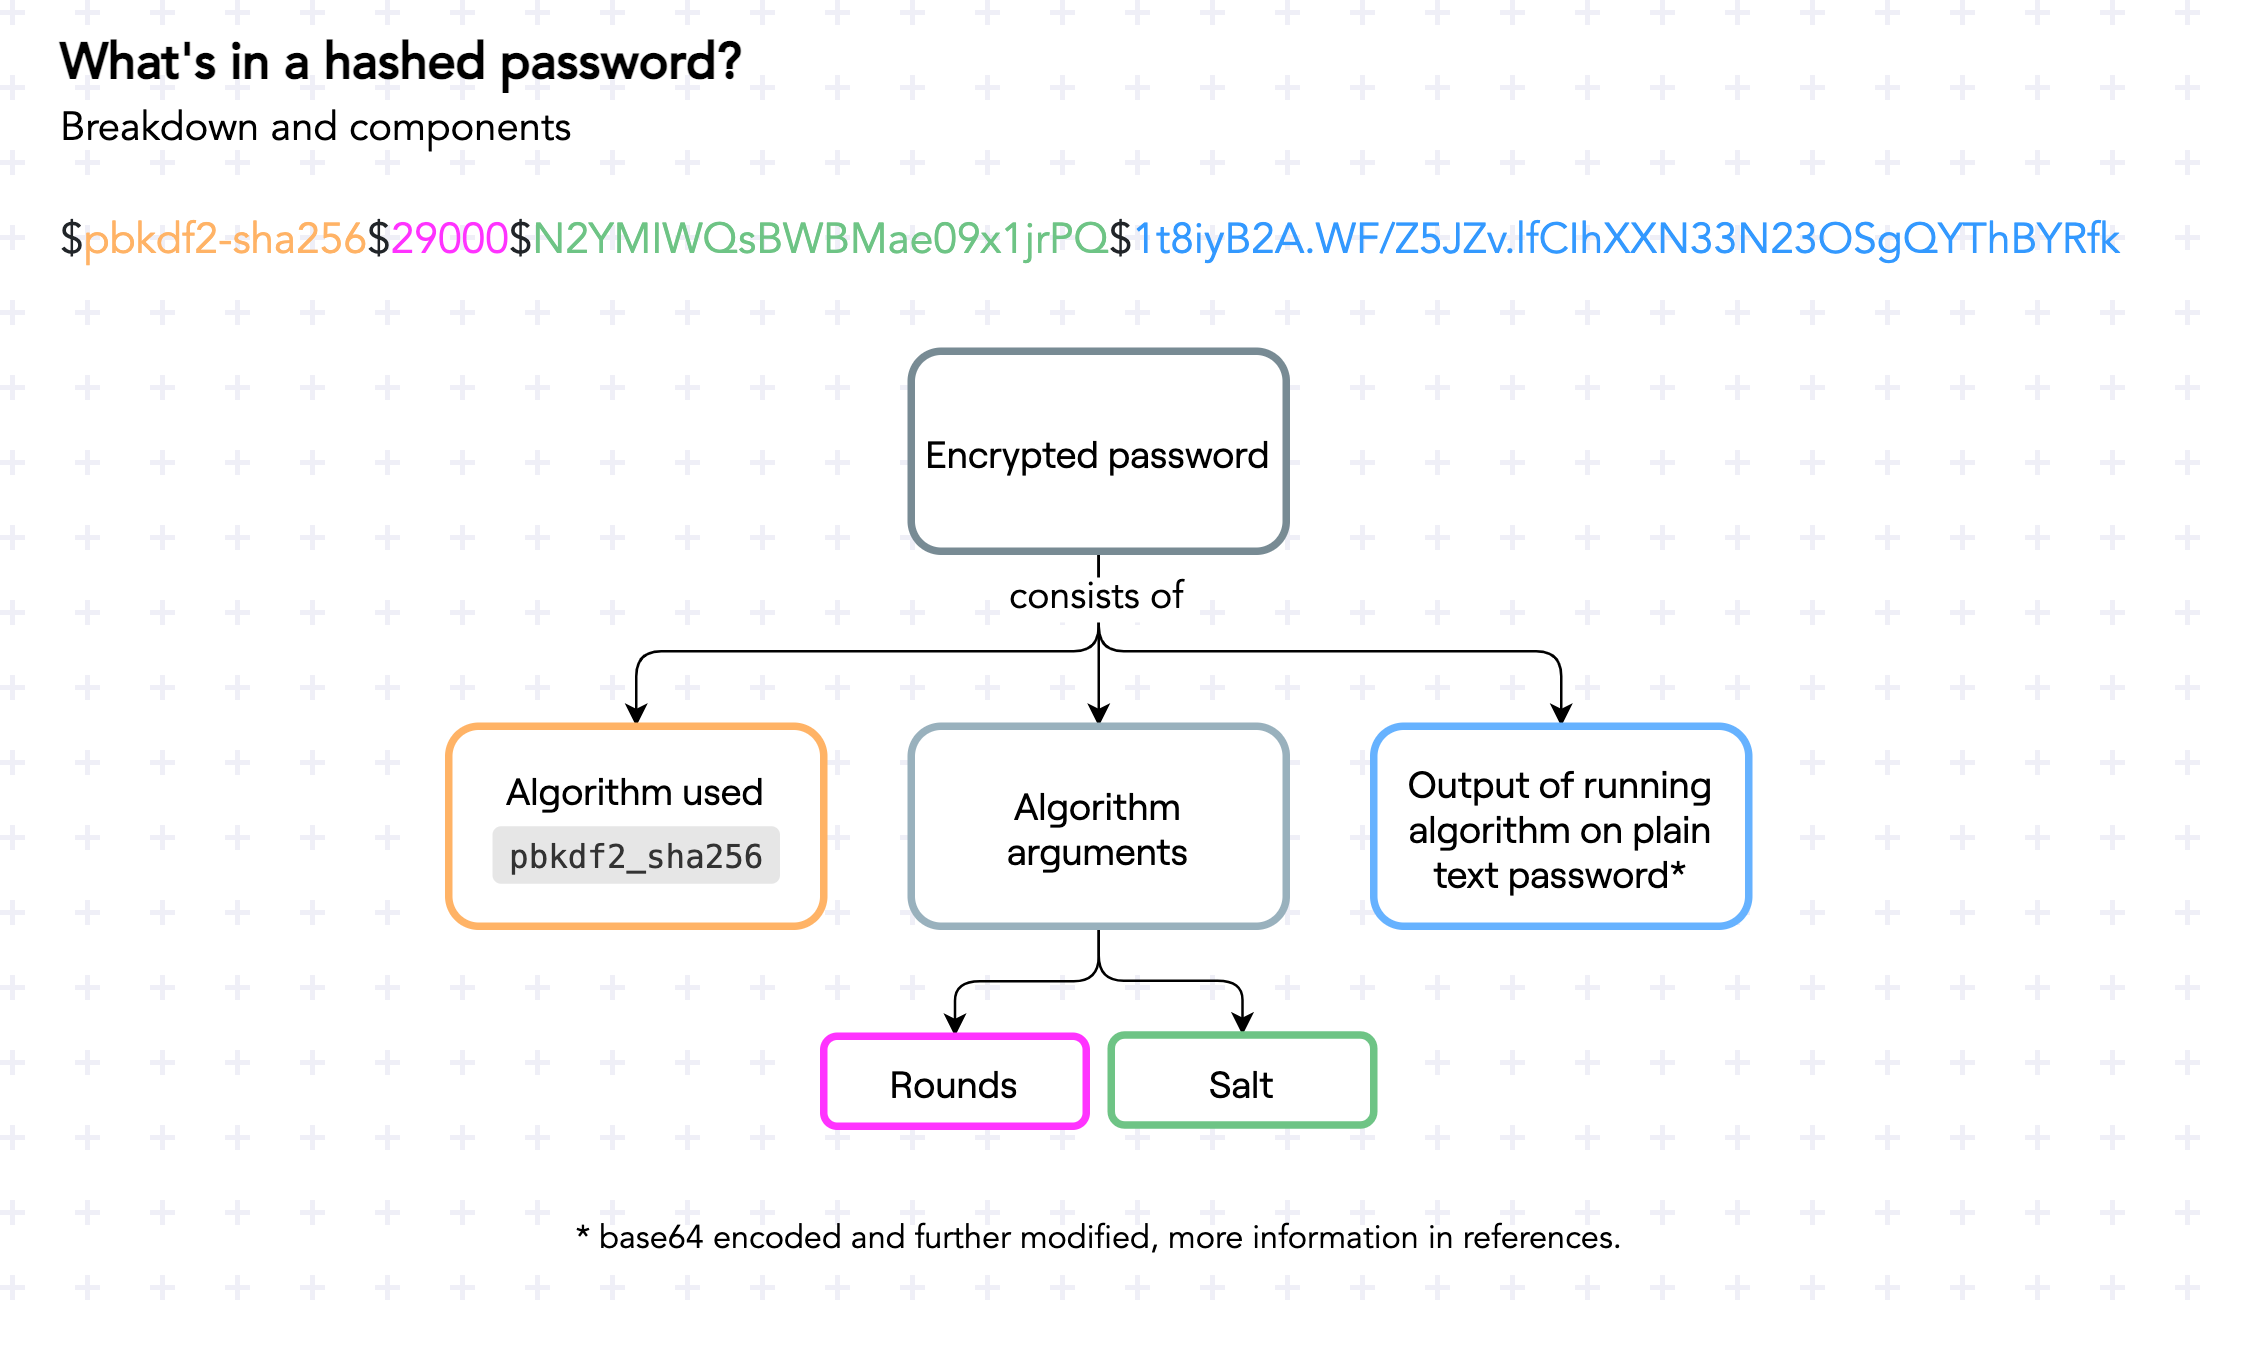 What's in a hashed password?
Breakdown and components
$pbkdf2-sha256$29000$N2YMIWQsBWBMae09x1jrPQ$1t8iyB2A.WF/Z5JZv.lfCIhXXN33N23OSgQYThBYRfk
Encrypted password
consists of
Algorithm used
pbkdf2_sha256
Algorithm
arguments
Output of running
algorithm on plain
text password*
Rounds
Salt
* base64 encoded and further modified, more information in references.